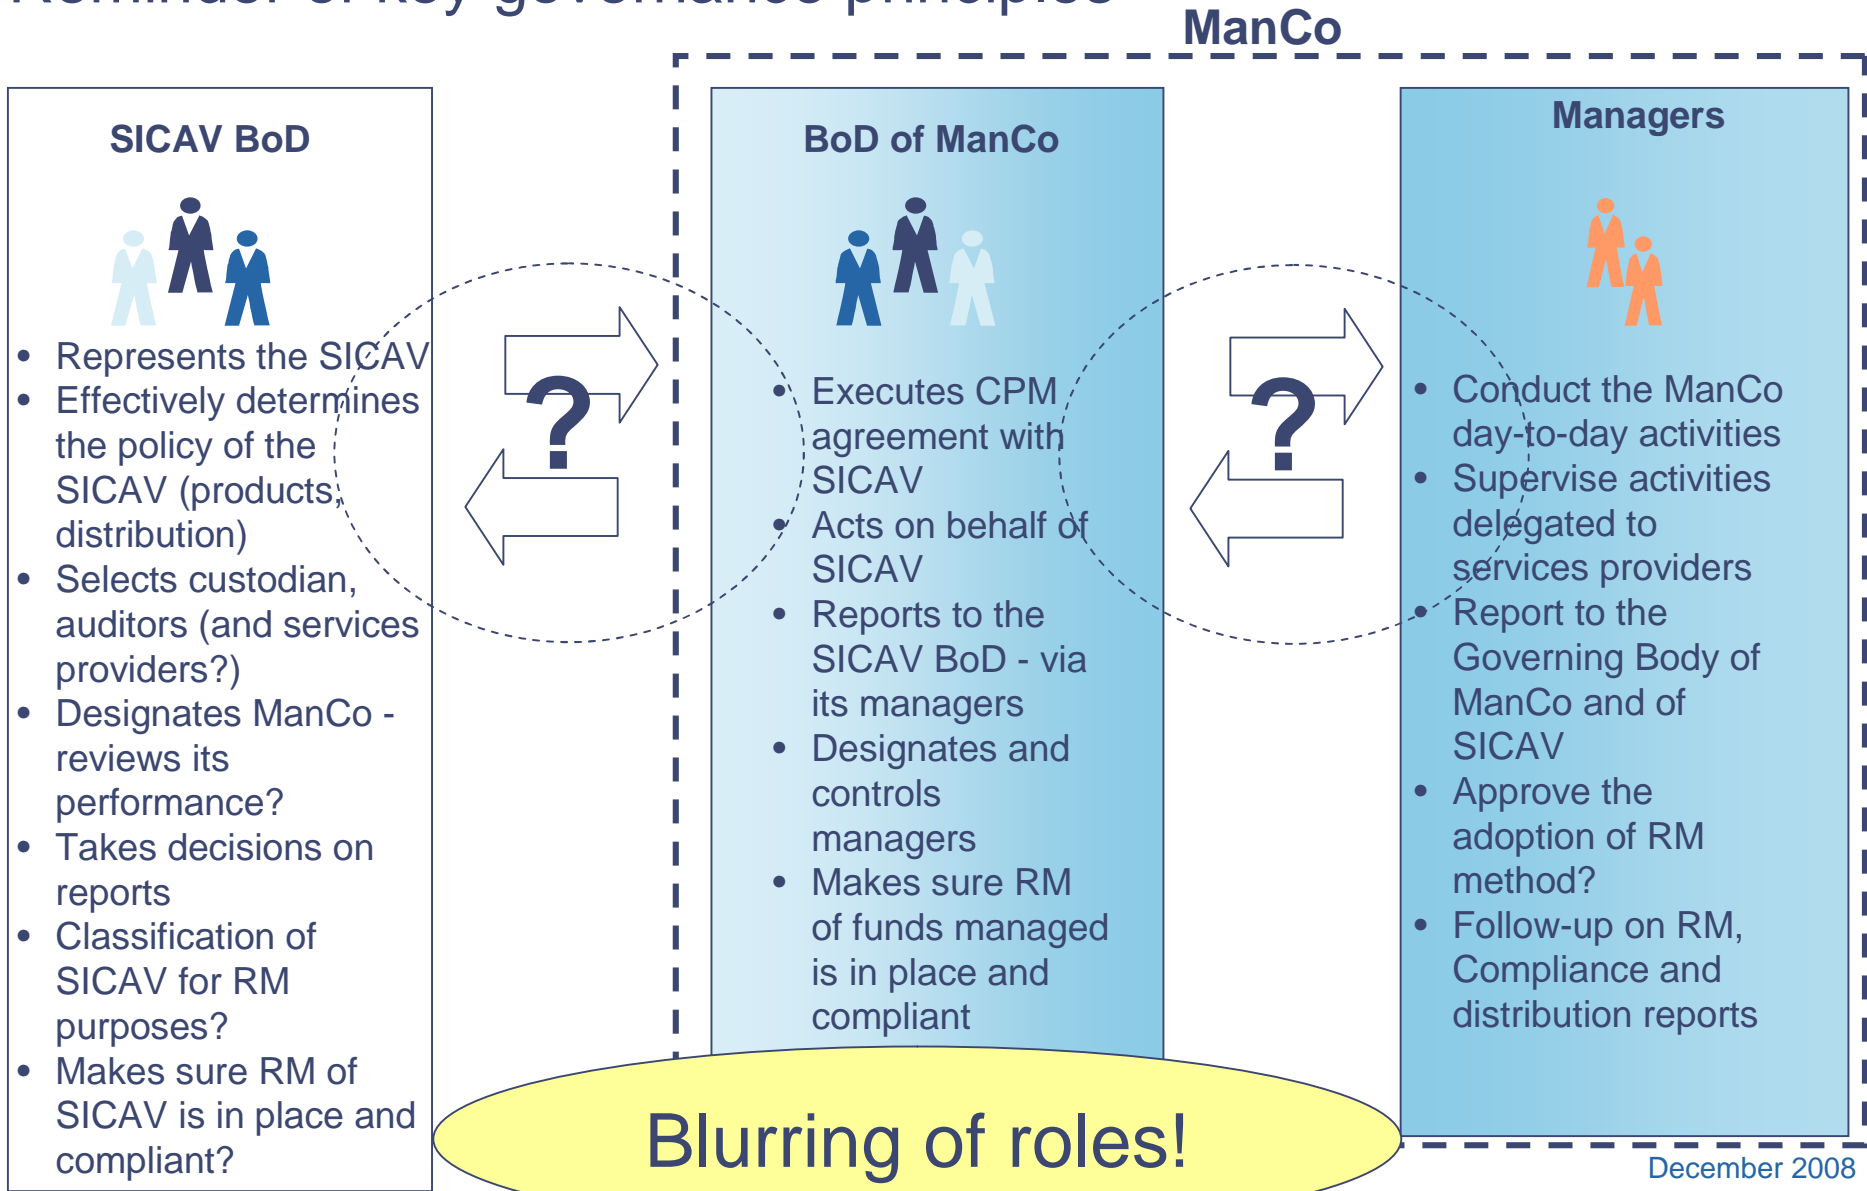 Reminder of key governance principles
ManCo
SICAV BoD
• Represents the SICAV
• Effectively determines
the policy of the
SICAV (products,
distribution)
• Selects custodian,
auditors (and services
providers?)
• Designates ManCo -
reviews its
performance?
• Takes decisions on
reports
• Classification of
SICAV for RM
purposes?
• Makes sure RM of
SICAV is in place and
compliant?
?
BoD of ManCo
• Executes CPM
agreement with
SICAV
• Acts on behalf of
SICAV
• Reports to the
SICAV BoD - via
its managers
• Designates and
controls
managers
• Makes sure RM
of funds managed
is in place and
compliant
?
Managers
• Conduct the ManCo
day-to-day activities
• Supervise activities
delegated to
services providers
• Report to the
Governing Body of
ManCo and of
SICAV
• Approve the
adoption of RM
method?
• Follow-up on RM,
Compliance and
distribution reports
Blurring of roles!
December 2008